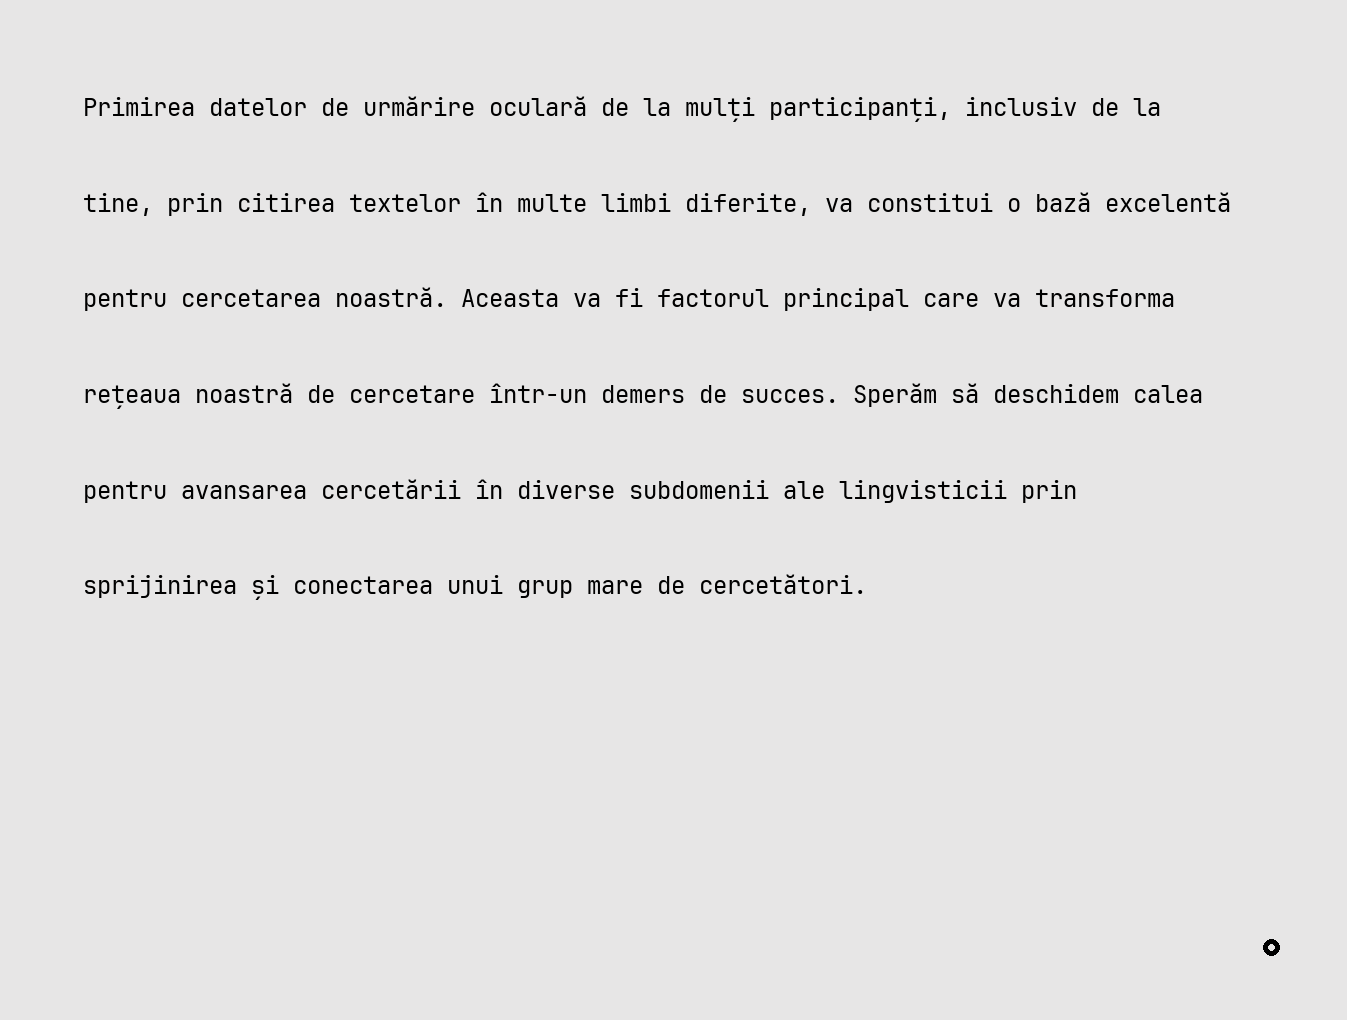 Primirea datelor de urmărire oculară de la mulți participanți, inclusiv de la
tine, prin citirea textelor în multe limbi diferite, va constitui o bază excelentă
pentru cercetarea noastră. Aceasta va fi factorul principal care va transforma
rețeaua noastră de cercetare într-un demers de succes. Sperăm să deschidem calea
pentru avansarea cercetării în diverse subdomenii ale lingvisticii prin
sprijinirea și conectarea unui grup mare de cercetători.